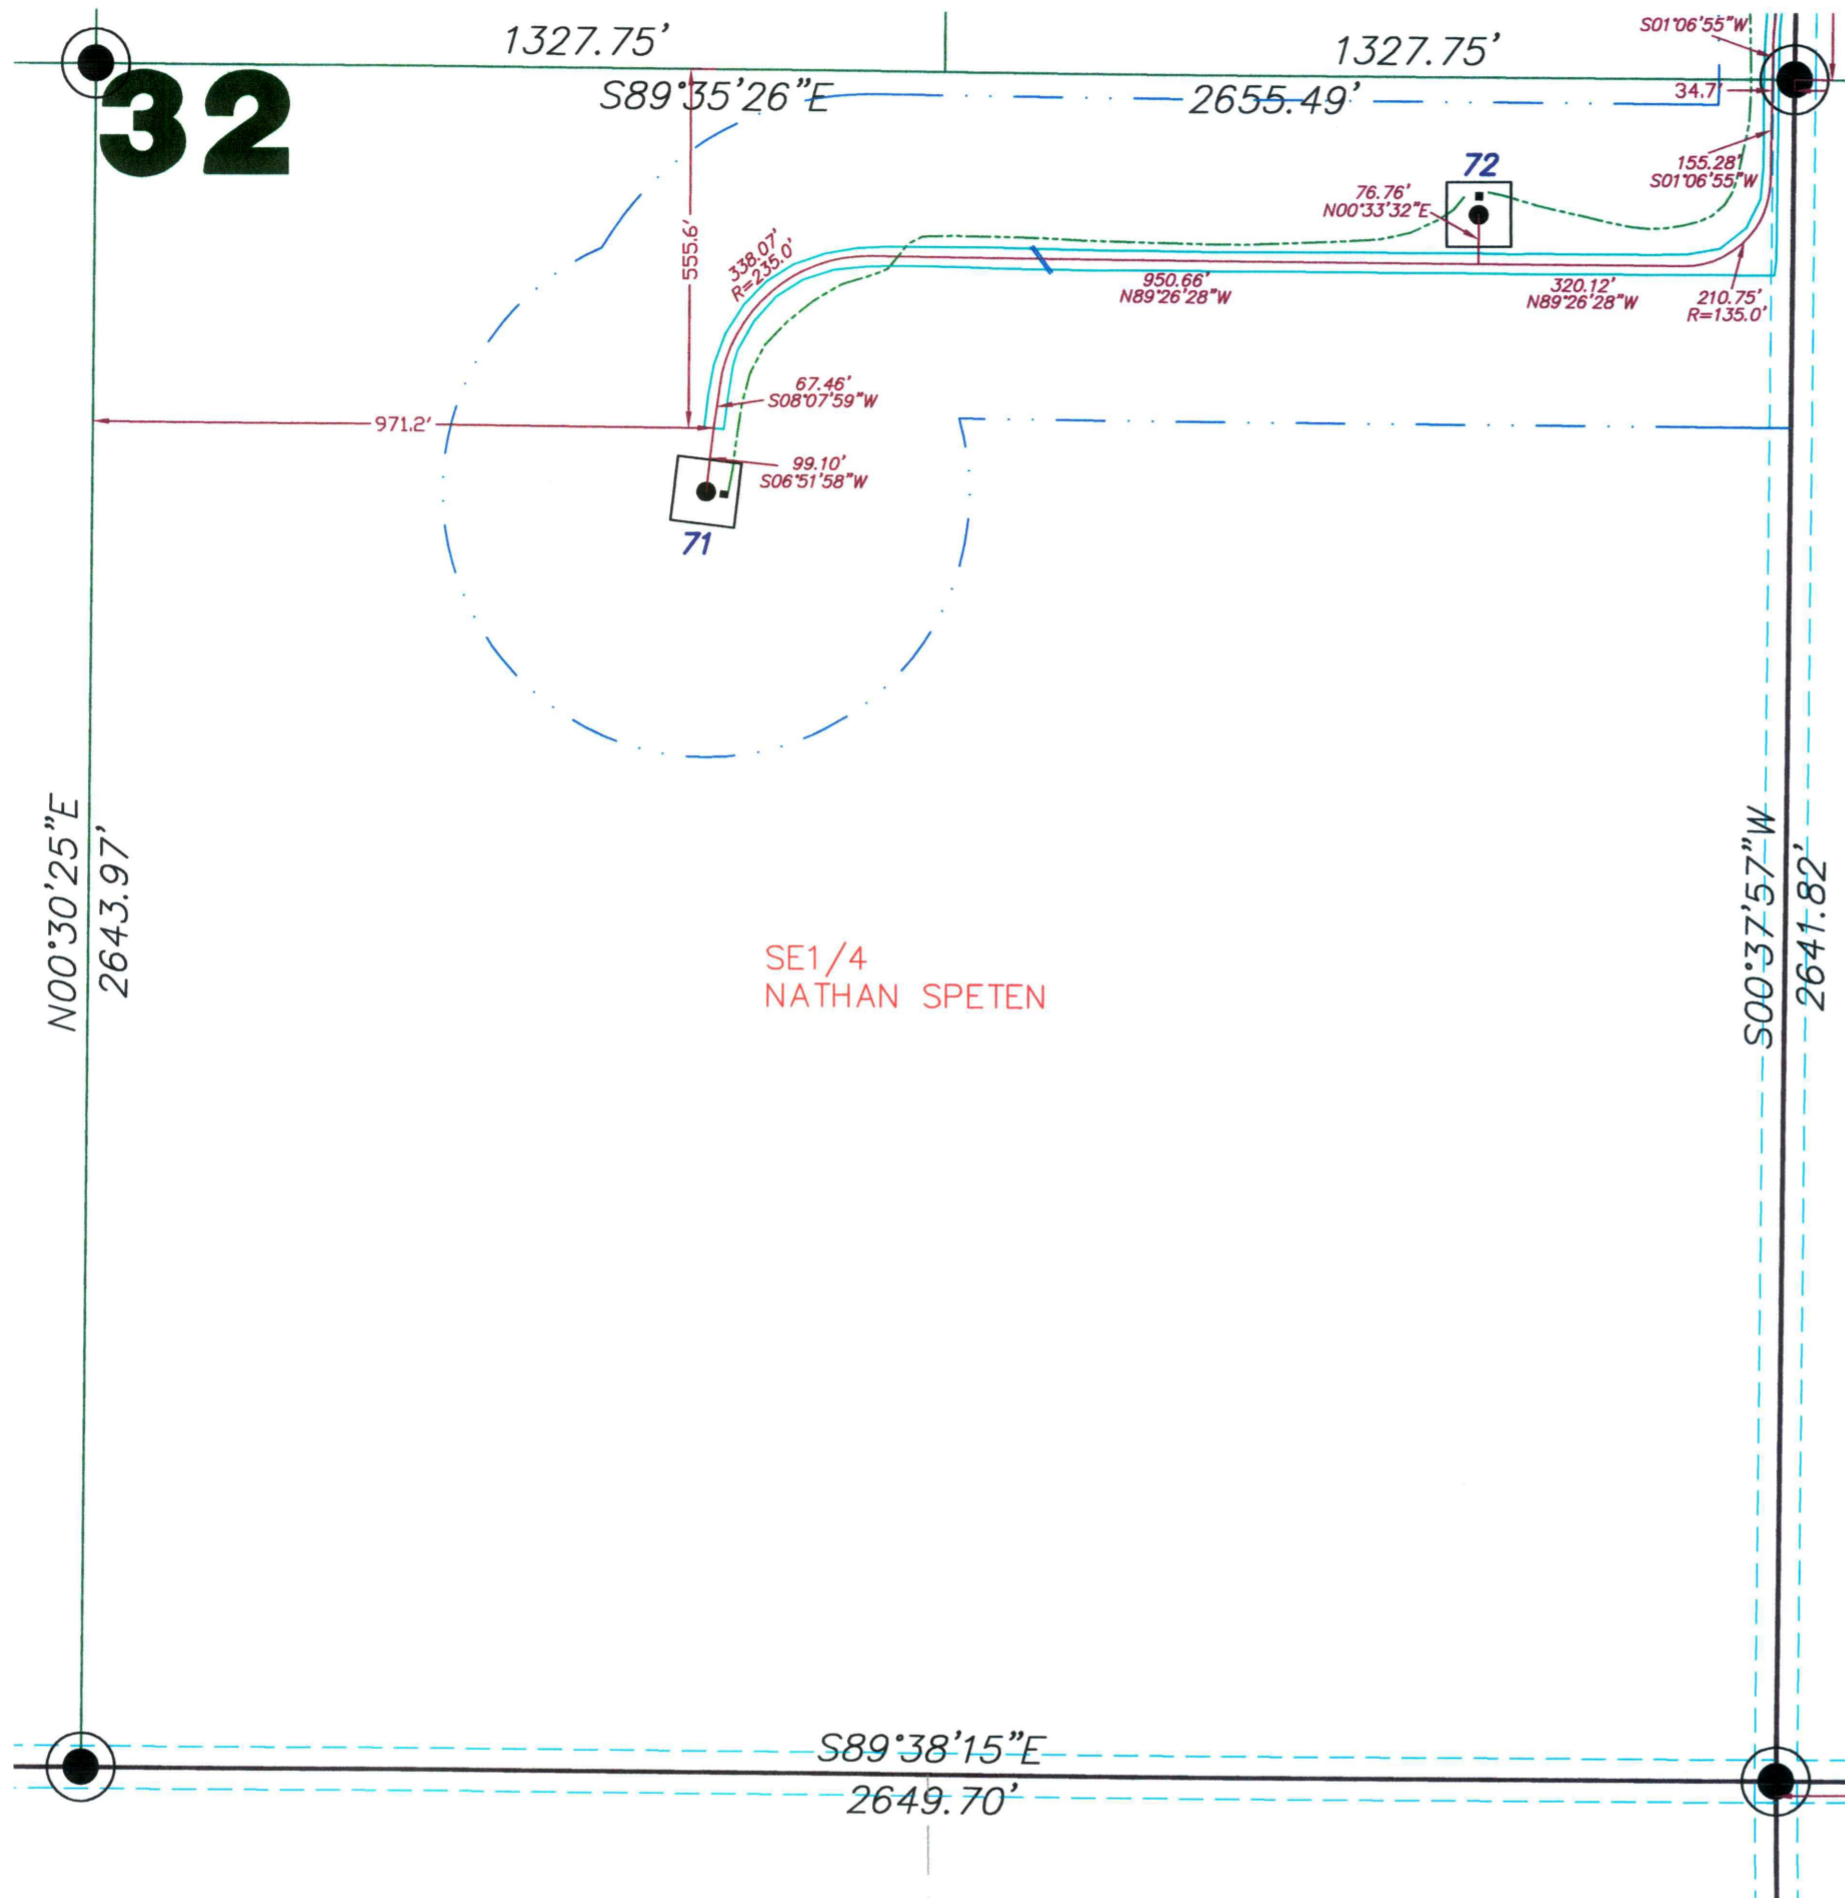 1327.75’
1327.75’
S01°06’55”W
32
S89°35’26”E
2655.49’
34.7’
155.28’
S01°06’55”W
72
76.76’
N00°33’32”E
555.6’
338.07’
R=235.0’
950.66’
N89°26’28”W
320.12’
N89°26’28”W
210.75’
R=135.0’
67.46’
S08°07’59”W
971.2’
99.10’
S06°51’58”W
71
N00°30’25”E
2643.97’
S00°37’57”W
2641.82’
SE1/4
NATHAN SPETEN
S89°38’15”E
2649.70’